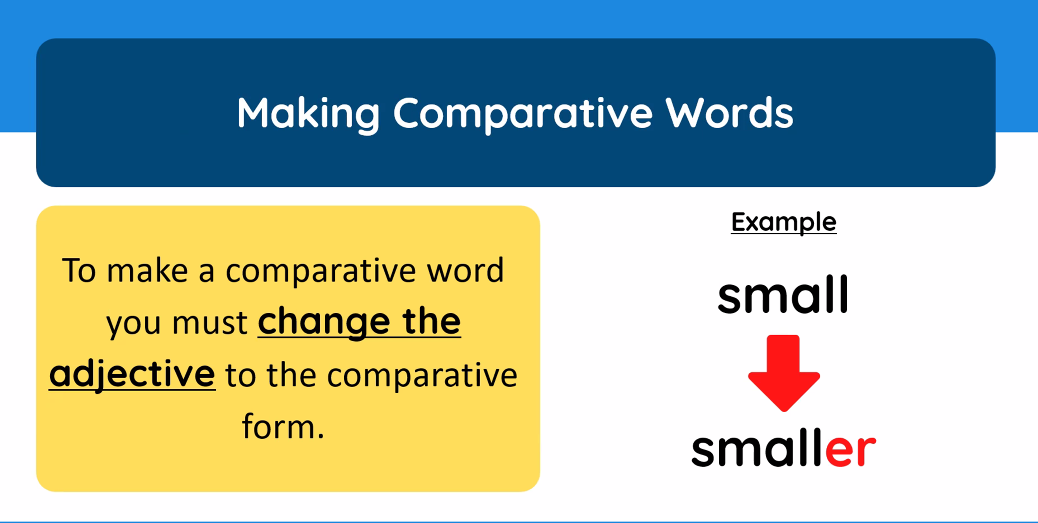 Making Comparative Words
To make a comparative word
you must change the
adjective to the comparative
form.
Example
small
smaller